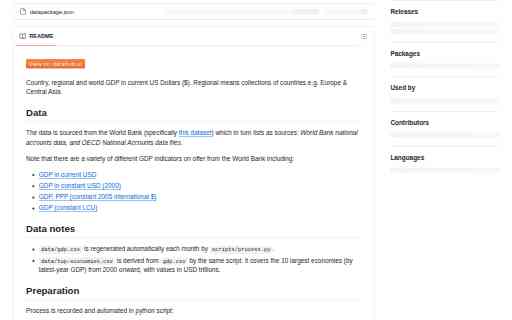 datapackage.json
Releases
README
Packages
View on datahub.io
Country, regional and world GDP in current US Dollars ($). Regional means collections of countries e.g. Europe &
Central Asia.
Used by
Data
Contributors
The data is sourced from the World Bank (specifically this dataset) which in turn lists as sources: World Bank national
accounts data, and OECD National Accounts data files.
Note that there are a variety of different GDP indicators on offer from the World Bank including:
Languages
• GDP in current USD
• GDP in constant USD (2000)
• GDP, PPP (constant 2005 international $)
• GDP (constant LCU)
Data notes
• data/gdp.csv is regenerated automatically each month by scripts/process.py.
• data/top-economies.csv is derived from gdp.csv by the same script. It covers the 10 largest economies (by
latest-year GDP) from 2000 onward, with values in USD trillions.
Preparation
Process is recorded and automated in python script: